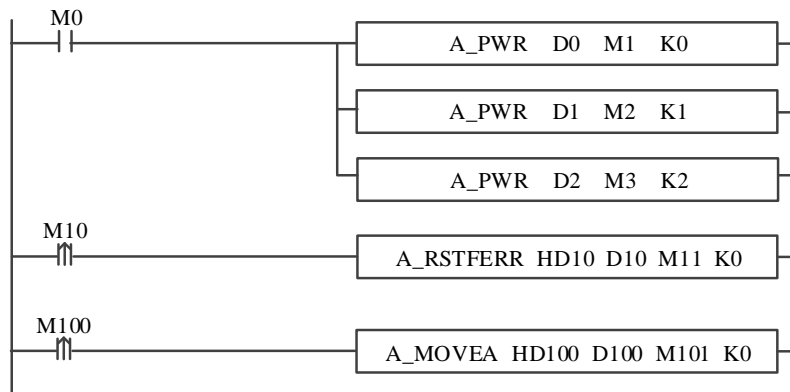 M0
A_PWR D0 M1 K0
A_PWR D1 M2 K1
A_PWR D2 M3 K2
M10
A_RSTFERR HD10 D10 M11 K0
M100
A_MOVEA HD100 D100 M101 K0